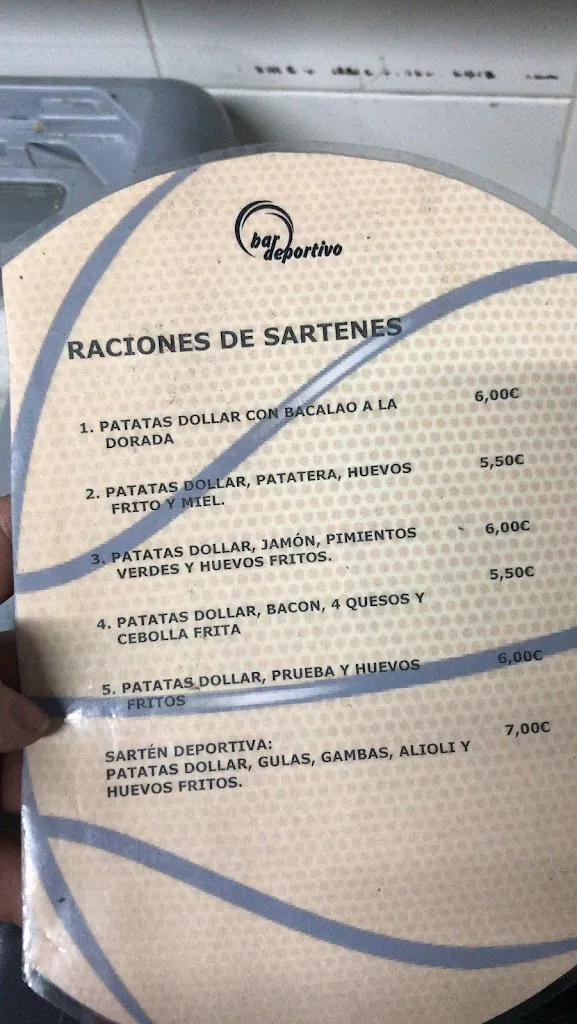 bar
deportivo
RACIONES DE SARTENES
1. PATATAS DOLLAR CON BACALAO A LA 6,00€
DORADA
2. PATATAS DOLLAR, PATATERA, HUEVOS 5,50€
FRITO Y MIEL.
3. PATATAS DOLLAR, JAMÓN, PIMIENTOS 6,00€
VERDES Y HUEVOS FRITOS.
4. PATATAS DOLLAR, BACON, 4 QUESOS Y 5,50€
CEBOLLA FRITA
5. PATATAS DOLLAR, PRUEBA Y HUEVOS 6,00€
FRITOS
SARTÉN DEPORTIVA: 7,00€
PATATAS DOLLAR, GULAS, GAMBAS, ALIOLI Y
HUEVOS FRITOS.